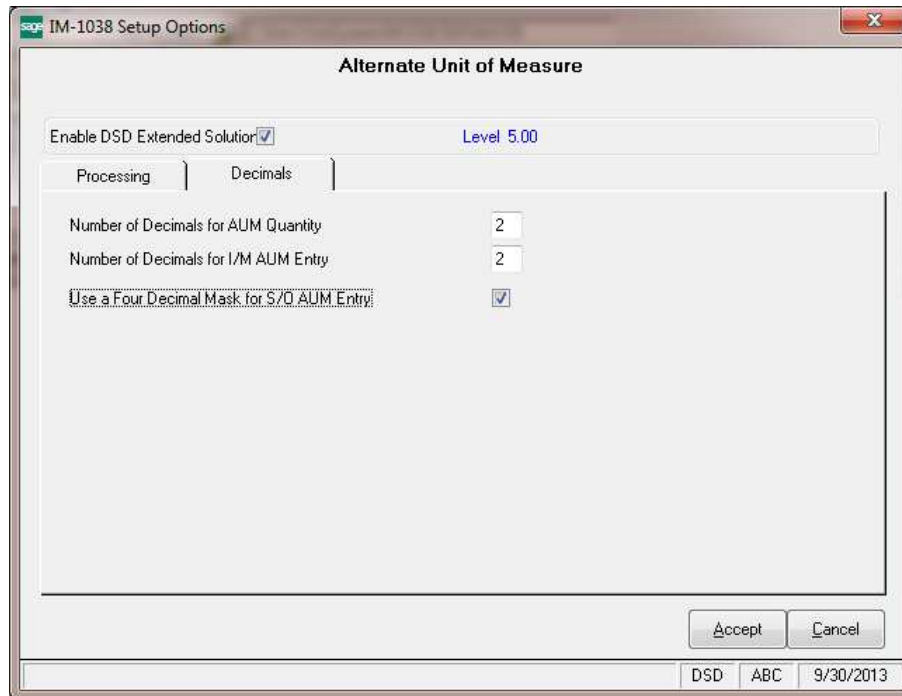 sage IM-1038 Setup Options
Alternate Unit of Measure
Enable DSD Extended Solution Level 5.00
Processing Decimals
Number of Decimals for AUM Quantity 2
Number of Decimals for I/M AUM Entry 2
Use a Four Decimal Mask for S/O AUM Entry
Accept Cancel
DSD ABC 9/30/2013